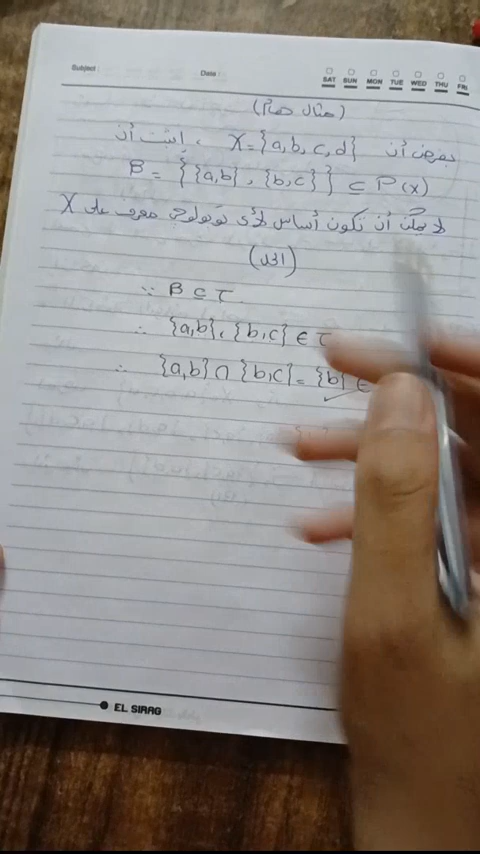 Subject :
Date :
SAT SUN MON TUE WED THU FRI
(مثال هام)
بفرض أن X = {a, b, c, d} ، إثبت أن
β = { {a,b} , {b,c} } ⊆ P(X)
لا يمكن أن تكون أساس لأى توبولوجى معرف على X
(الحل)
∵ β ⊆ τ
∴ {a,b} , {b,c} ∈ τ
∴ {a,b} ∩ {b,c} = {b} ∈
EL SIRAG